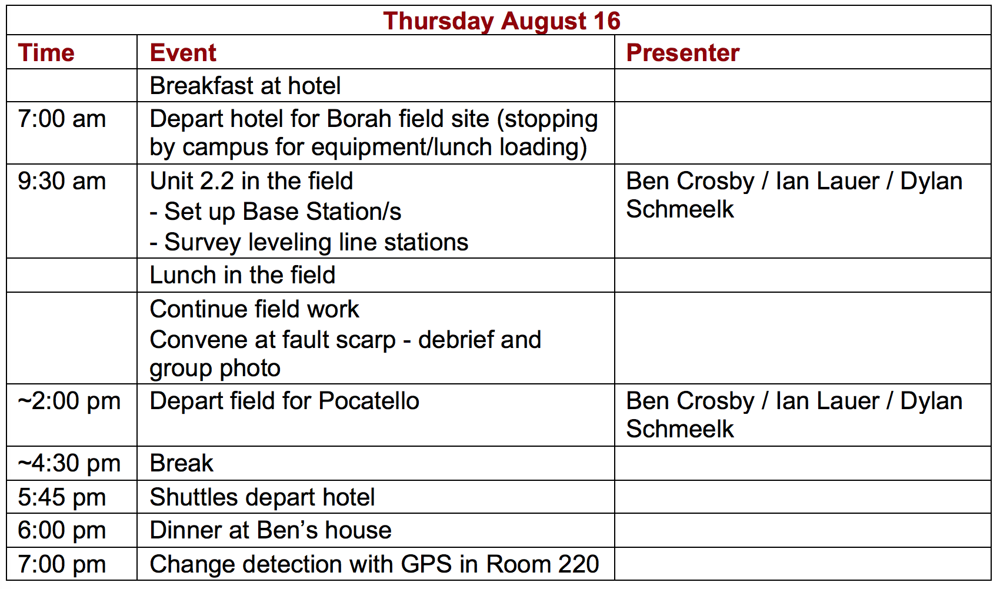 Thursday August 16
Time Event Presenter
Breakfast at hotel
7:00 am Depart hotel for Borah field site (stopping
by campus for equipment/lunch loading)
9:30 am Unit 2.2 in the field Ben Crosby / Ian Lauer / Dylan
- Set up Base Station/s Schmeelk
- Survey leveling line stations
Lunch in the field
Continue field work
Convene at fault scarp - debrief and
group photo
~2:00 pm Depart field for Pocatello Ben Crosby / Ian Lauer / Dylan
Schmeelk
~4:30 pm Break
5:45 pm Shuttles depart hotel
6:00 pm Dinner at Ben’s house
7:00 pm Change detection with GPS in Room 220